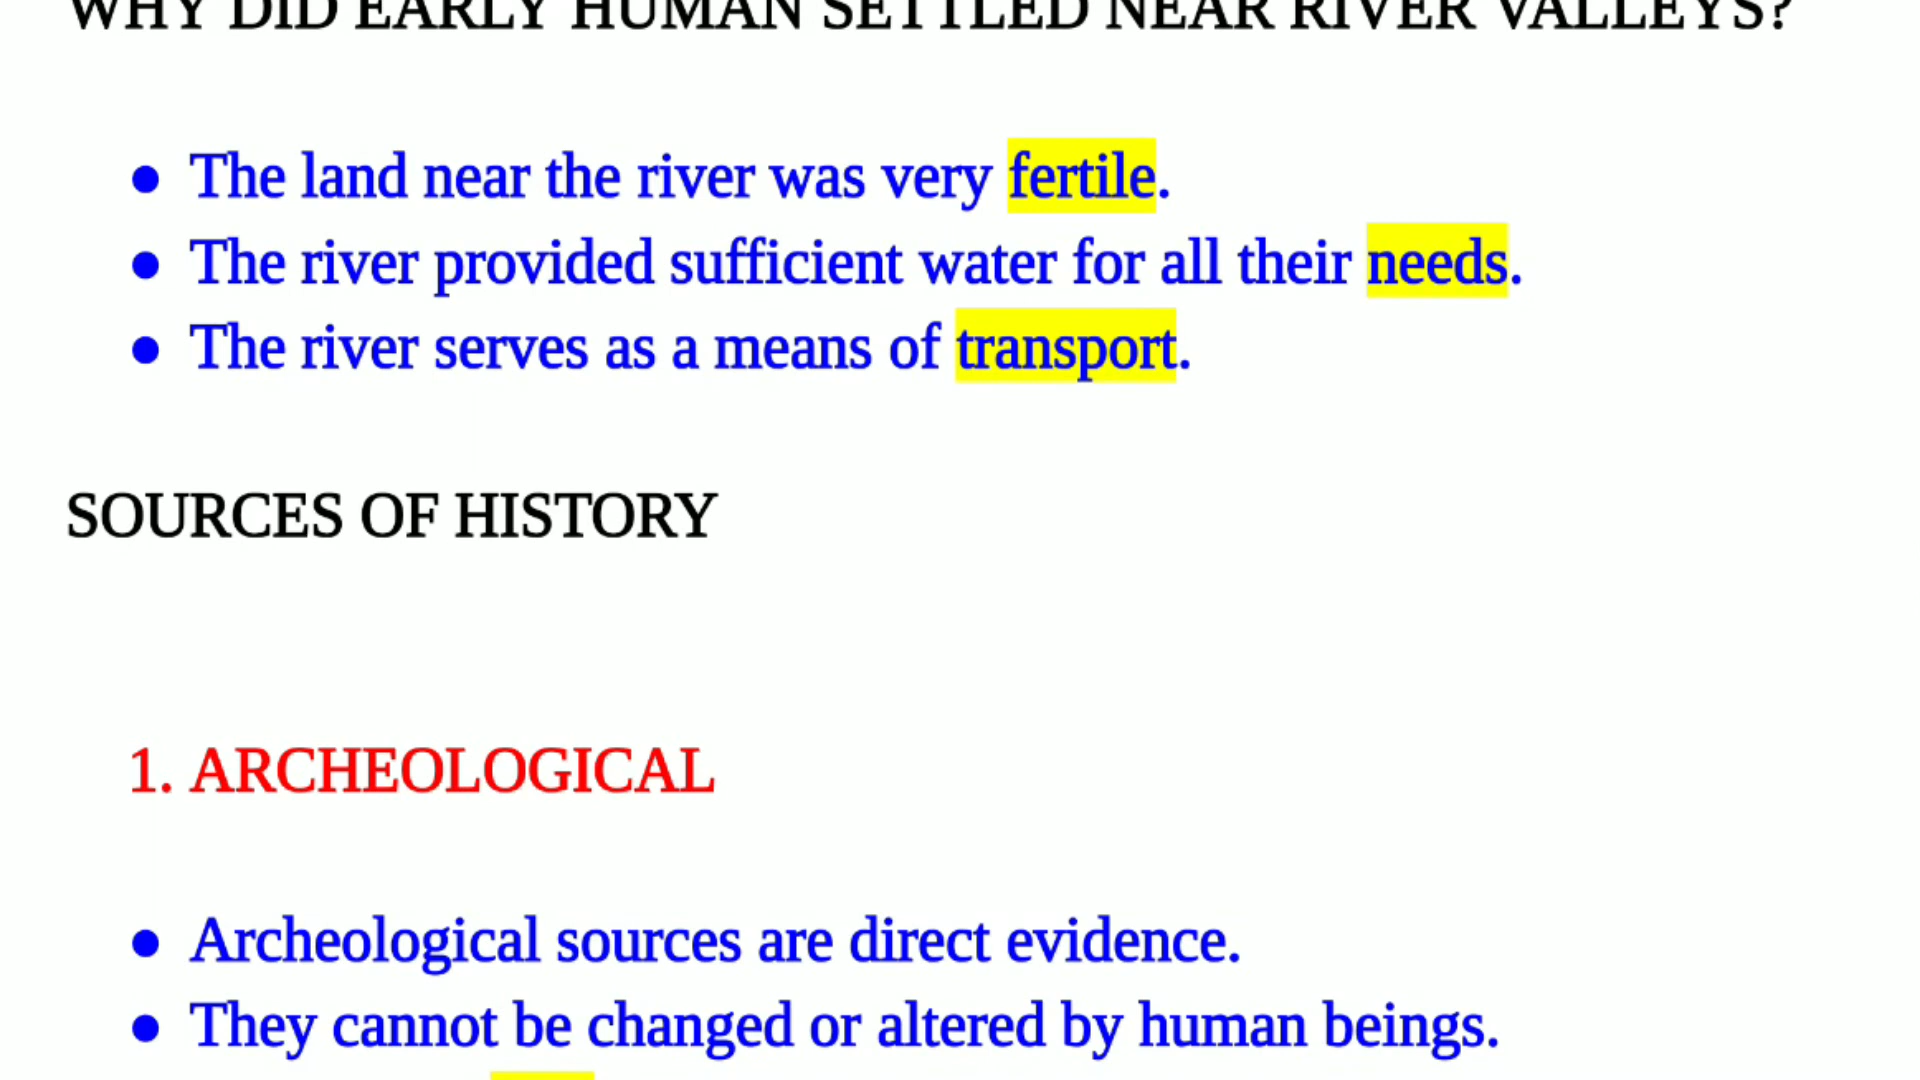 WHY DID EARLY HUMAN SETTLED NEAR RIVER VALLEYS?
● The land near the river was very fertile.
● The river provided sufficient water for all their needs.
● The river serves as a means of transport.
SOURCES OF HISTORY
1. ARCHEOLOGICAL
● Archeological sources are direct evidence.
● They cannot be changed or altered by human beings.